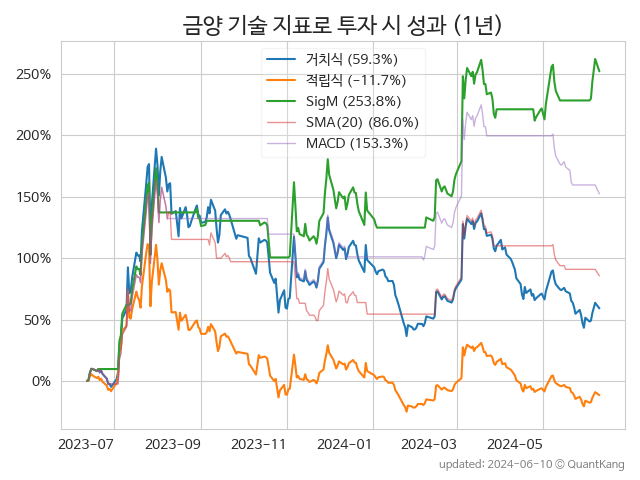 금양 기술 지표로 투자 시 성과 (1년)
거치식 (59.3%)
적립식 (-11.7%)
SigM (253.8%)
SMA(20) (86.0%)
MACD (153.3%)
250%
200%
150%
100%
50%
0%
2023-07 2023-09 2023-11 2024-01 2024-03 2024-05
updated: 2024-06-10 © QuantKang